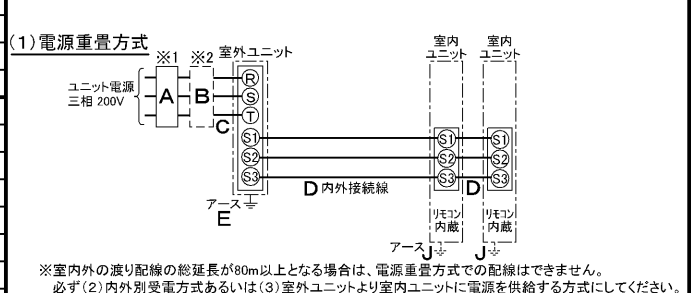 (1)電源重畳方式
※1 ※2 室外ユニット
室内ユニット
室内ユニット
ユニット電源
三相 200V
A
B
C
R
S
T
S1
S2
S3
D 内外接続線
S1
S2
S3
D
S1
S2
S3
アース
E
リモコン
内蔵
リモコン
内蔵
アース J
J
※室内外の渡り配線の総延長が80m以上となる場合は、電源重畳方式での配線はできません。
必ず(2)内外別受電方式あるいは(3)室外ユニットより室内ユニットに電源を供給する方式にしてください。